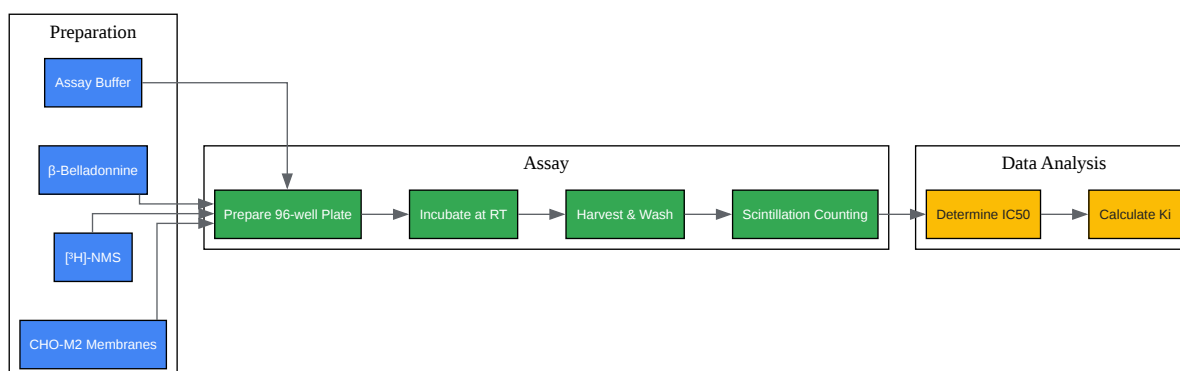 Preparation
Assay Buffer
β-Belladonnine
[³H]-NMS
CHO-M2 Membranes
Assay
Prepare 96-well Plate
Incubate at RT
Harvest & Wash
Scintillation Counting
Data Analysis
Determine IC50
Calculate Ki